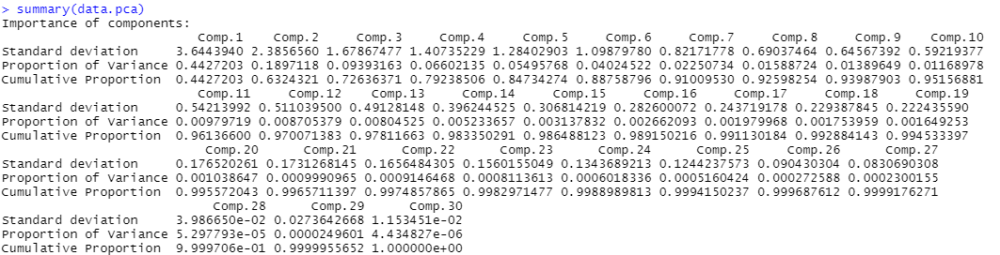 > summary(data.pca)
Importance of components:
Comp.1 Comp.2 Comp.3 Comp.4 Comp.5 Comp.6 Comp.7 Comp.8 Comp.9 Comp.10
Standard deviation 3.6443940 2.3856560 1.67867477 1.40735229 1.28402903 1.09879780 0.82171778 0.69037464 0.64567392 0.59219377
Proportion of Variance 0.4427203 0.1897118 0.09393163 0.06602135 0.05495768 0.04024522 0.02250734 0.01588724 0.01389649 0.01168978
Cumulative Proportion 0.4427203 0.6324321 0.72636371 0.79238506 0.84734274 0.88758796 0.91009530 0.92598254 0.93987903 0.95156881
Comp.11 Comp.12 Comp.13 Comp.14 Comp.15 Comp.16 Comp.17 Comp.18 Comp.19
Standard deviation 0.54213992 0.511039500 0.49128148 0.396244525 0.306814219 0.282600072 0.243719178 0.229387845 0.222435590
Proportion of Variance 0.00979719 0.008705379 0.00804525 0.005233657 0.003137832 0.002662093 0.001979968 0.001753959 0.001649253
Cumulative Proportion 0.96136600 0.970071383 0.97811663 0.983350291 0.986488123 0.989150216 0.991130184 0.992884143 0.994533397
Comp.20 Comp.21 Comp.22 Comp.23 Comp.24 Comp.25 Comp.26 Comp.27
Standard deviation 0.176520261 0.1731268145 0.1656484305 0.1560155049 0.1343689213 0.1244237573 0.090430304 0.0830690308
Proportion of Variance 0.001038647 0.0009990965 0.0009146468 0.0008113613 0.0006018336 0.0005160424 0.000272588 0.0002300155
Cumulative Proportion 0.995572043 0.9965711397 0.9974857865 0.9982971477 0.9988989813 0.9994150237 0.999687612 0.9999176271
Comp.28 Comp.29 Comp.30
Standard deviation 3.986650e-02 0.0273642668 1.153451e-02
Proportion of Variance 5.297793e-05 0.0000249601 4.434827e-06
Cumulative Proportion 9.999706e-01 0.9999955652 1.000000e+00